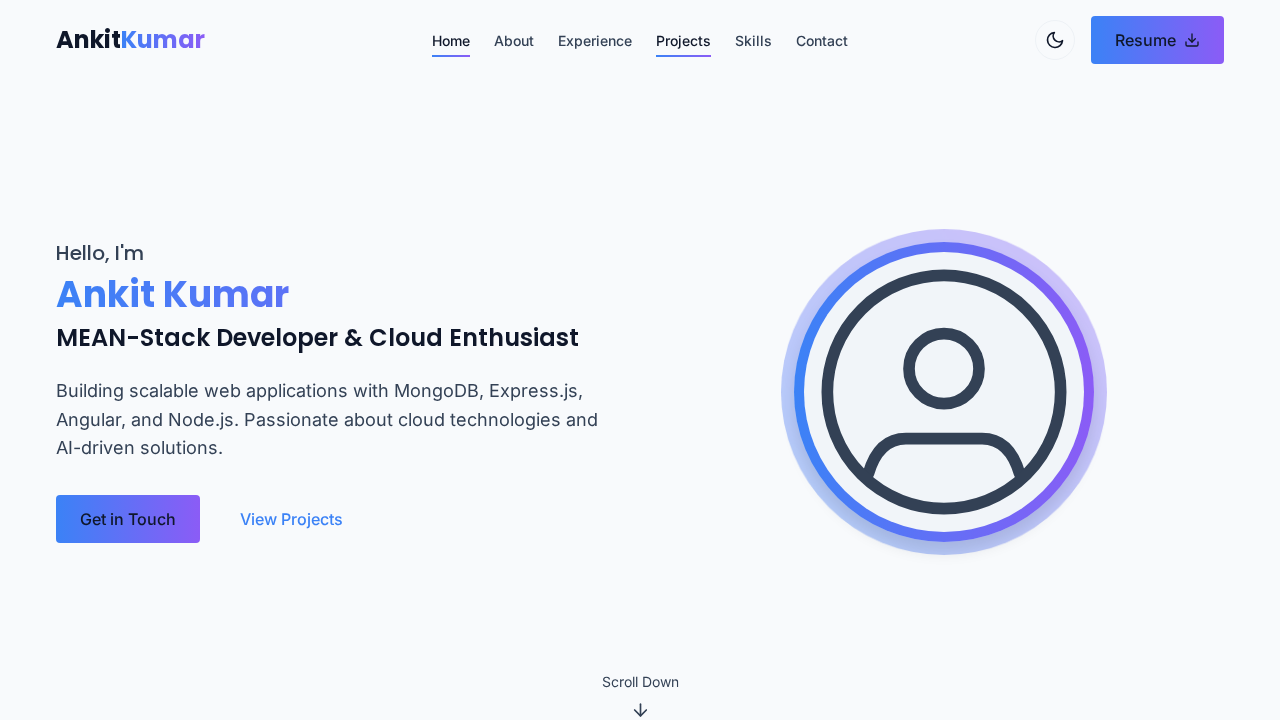 AnkitKumar
Home
About
Experience
Projects
Skills
Contact
Resume
Hello, I'm
Ankit Kumar
MEAN-Stack Developer & Cloud Enthusiast
Building scalable web applications with MongoDB, Express.js,
Angular, and Node.js. Passionate about cloud technologies and
AI-driven solutions.
Get in Touch
View Projects
Scroll Down